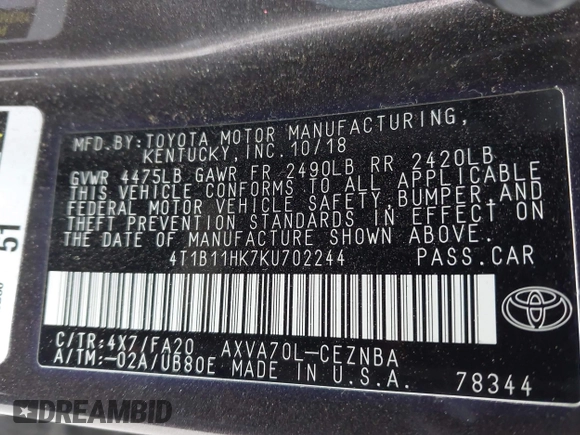 MFD.BY:TOYOTA MOTOR MANUFACTURING,
KENTUCKY,INC.10/18
GVWR 4475LB GAWR FR 2490LB RR 2420LB
THIS VEHICLE CONFORMS TO ALL APPLICABLE
FEDERAL MOTOR VEHICLE SAFETY,BUMPER,AND
THEFT PREVENTION STANDARDS IN EFFECT ON
THE DATE OF MANUFACTURE SHOWN ABOVE.
4T1B11HK7KU702244 PASS.CAR
C/TR:4X7/FA20 AXVA70L-CEZNBA
A/TM:-02A/UB80E MADE IN U.S.A. 78344
TOYOTA
51
DREAMBID